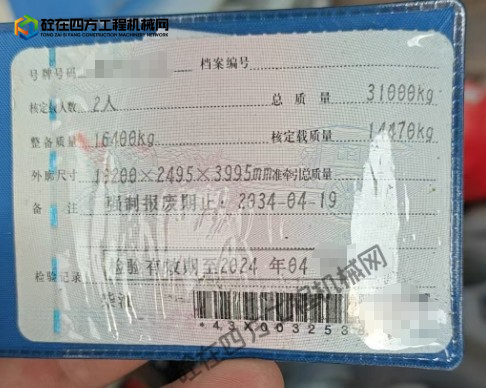 砼在四方工程机械网
TONG ZAI SI FANG CONSTRUCTION MACHINERY NETWORK
号牌号码 档案编号
核定载人数 2人 总质量 31000kg
整备质量 16400kg 核定载质量 14470kg
外廓尺寸 ×2495×3995mm 准牵引总质量
备注 强制报废期止: 2034-04-19
检验记录 检验有效期至2024 年04
砼在四方工程机械网